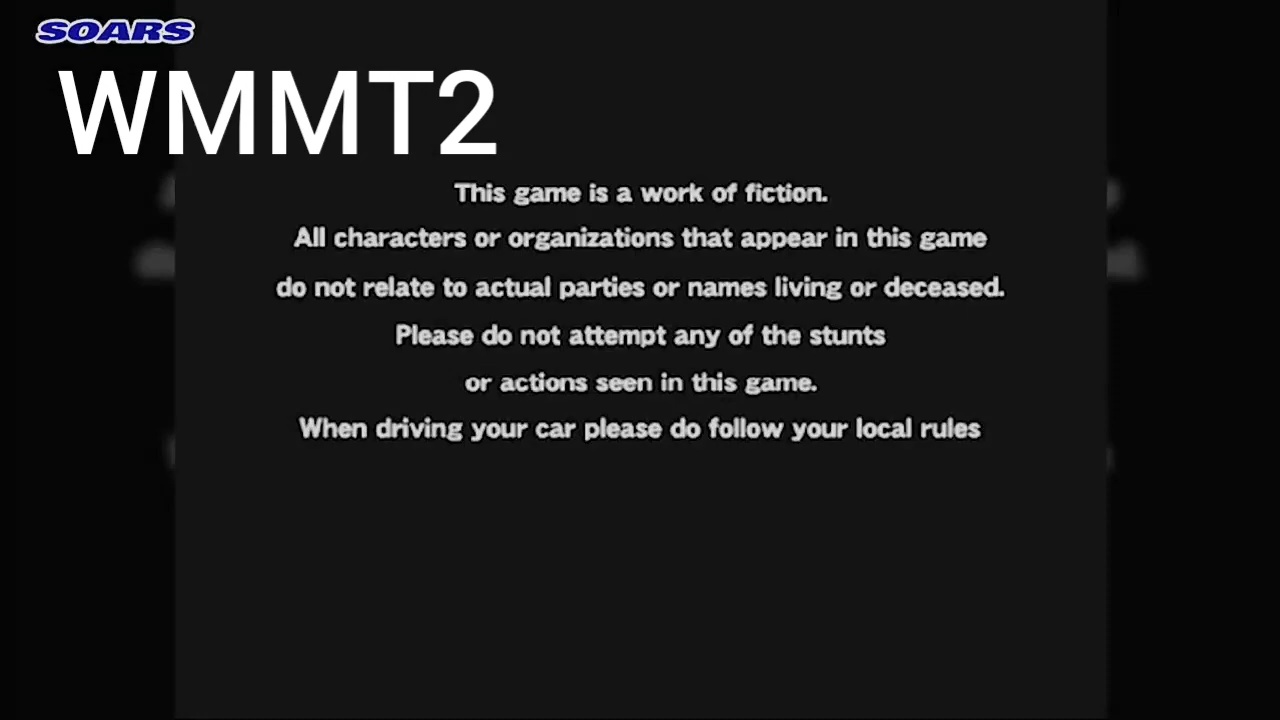 SOARS
WMMT2
This game is a work of fiction.
All characters or organizations that appear in this game
do not relate to actual parties or names living or deceased.
Please do not attempt any of the stunts
or actions seen in this game.
When driving your car please do follow your local rules